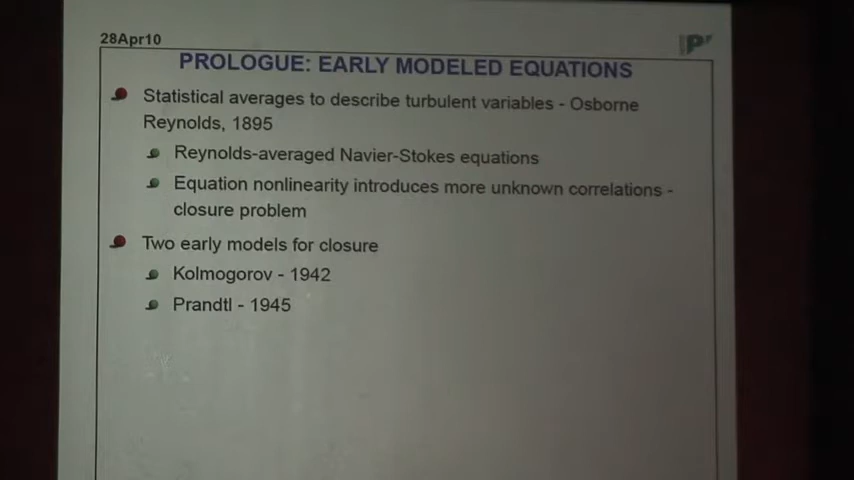 28Apr10
IPr
PROLOGUE: EARLY MODELED EQUATIONS
Statistical averages to describe turbulent variables - Osborne
Reynolds, 1895
Reynolds-averaged Navier-Stokes equations
Equation nonlinearity introduces more unknown correlations -
closure problem
Two early models for closure
Kolmogorov - 1942
Prandtl - 1945